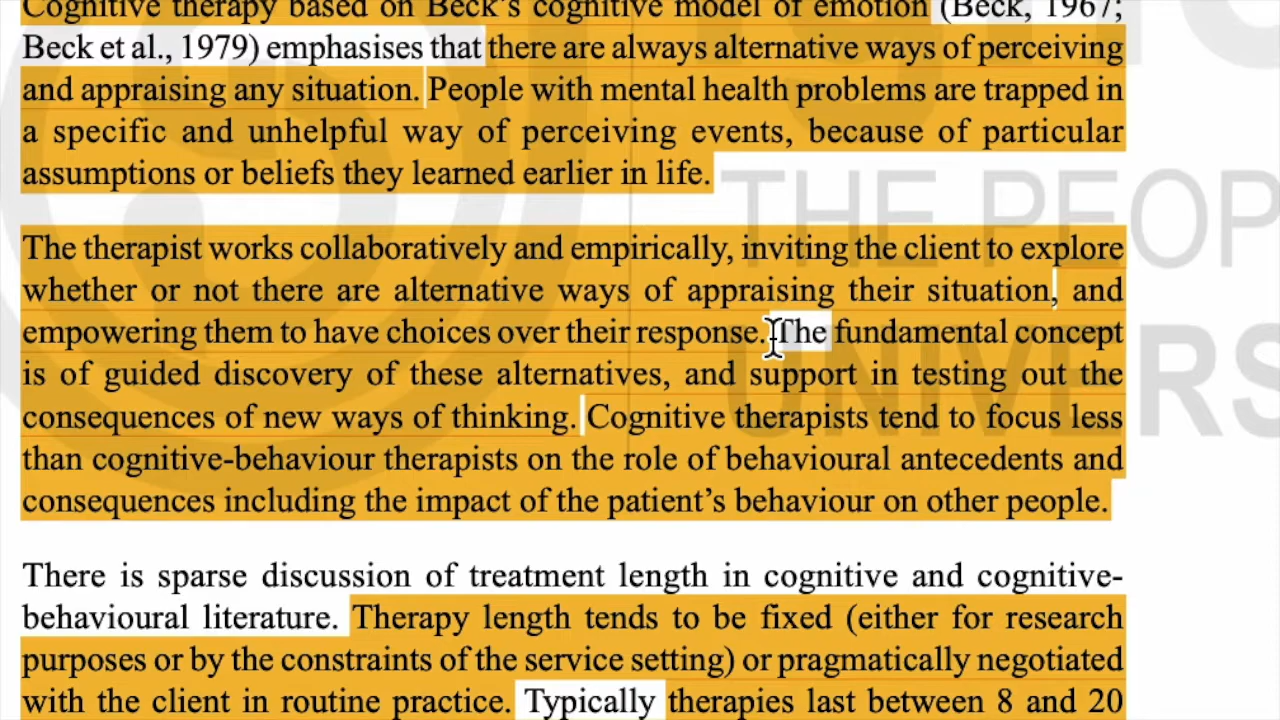 Cognitive therapy based on Beck's cognitive model of emotion (Beck, 1967;
Beck et al., 1979) emphasises that there are always alternative ways of perceiving
and appraising any situation. People with mental health problems are trapped in
a specific and unhelpful way of perceiving events, because of particular
assumptions or beliefs they learned earlier in life.
The therapist works collaboratively and empirically, inviting the client to explore
whether or not there are alternative ways of appraising their situation, and
empowering them to have choices over their response. The fundamental concept
is of guided discovery of these alternatives, and support in testing out the
consequences of new ways of thinking. Cognitive therapists tend to focus less
than cognitive-behaviour therapists on the role of behavioural antecedents and
consequences including the impact of the patient's behaviour on other people.
There is sparse discussion of treatment length in cognitive and cognitive-
behavioural literature. Therapy length tends to be fixed (either for research
purposes or by the constraints of the service setting) or pragmatically negotiated
with the client in routine practice. Typically therapies last between 8 and 20
THE PEOP
UNIVERS